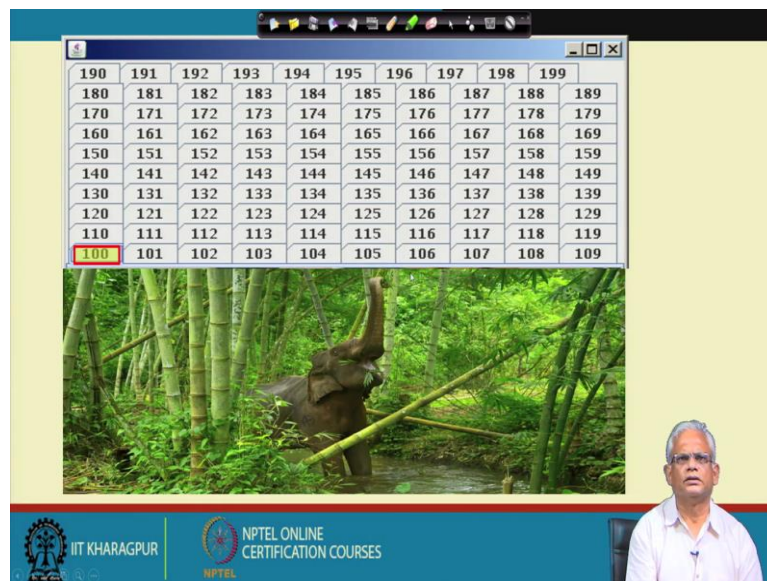 190 191 192 193 194 195 196 197 198 199
180 181 182 183 184 185 186 187 188 189
170 171 172 173 174 175 176 177 178 179
160 161 162 163 164 165 166 167 168 169
150 151 152 153 154 155 156 157 158 159
140 141 142 143 144 145 146 147 148 149
130 131 132 133 134 135 136 137 138 139
120 121 122 123 124 125 126 127 128 129
110 111 112 113 114 115 116 117 118 119
100 101 102 103 104 105 106 107 108 109
IIT KHARAGPUR
NPTEL
NPTEL ONLINE
CERTIFICATION COURSES